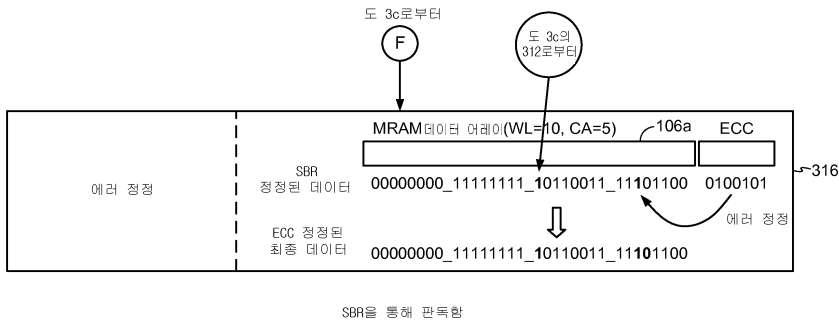 도 3c로부터
F
도 3c의
312로부터
MRAM데이터 어레이(WL=10, CA=5)
106a
ECC
316
에러 정정
SBR
정정된 데이터
00000000_11111111_10110011_11101100
0100101
에러 정정
ECC 정정된
최종 데이터
00000000_11111111_10110011_11101100
SBR을 통해 판독함